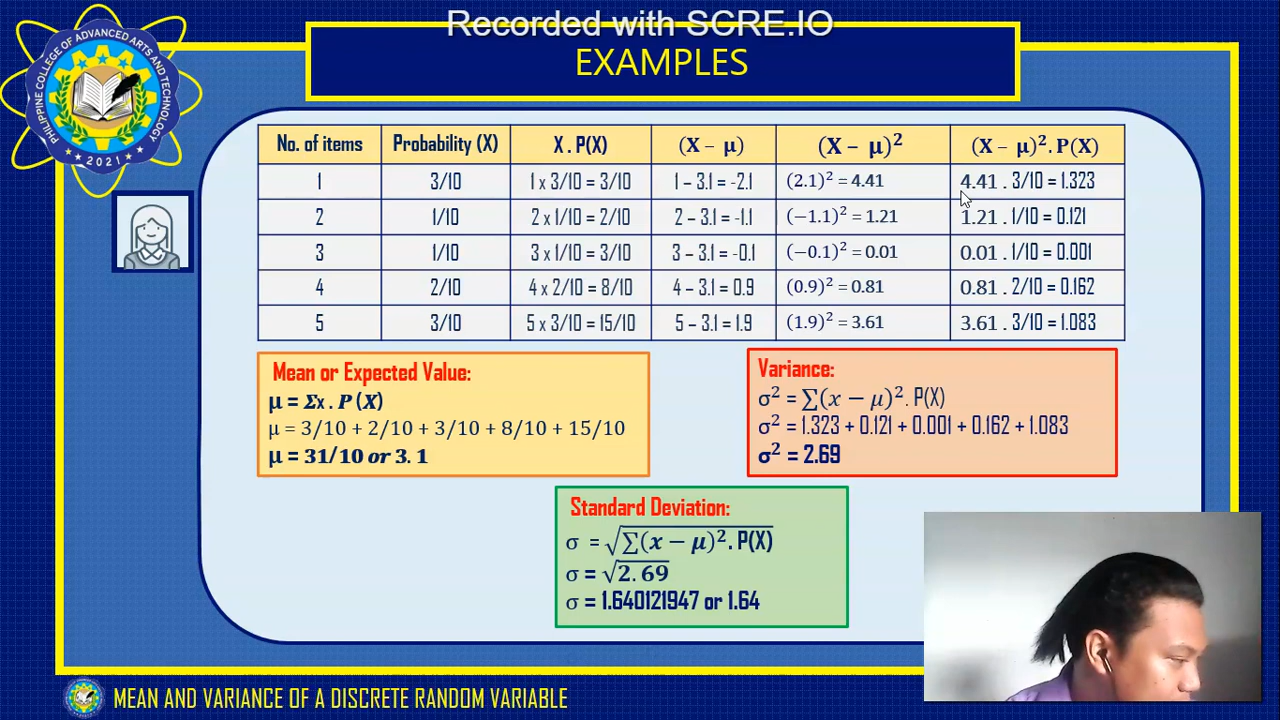 Recorded with SCRE.IO
EXAMPLES
PHILIPPINE COLLEGE OF ADVANCED ARTS AND TECHNOLOGY
2021
No. of items Probability (X) X . P(X) (X – μ) (X – μ)² (X – μ)². P(X)
1 3/10 1 x 3/10 = 3/10 1 – 3.1 = -2.1 (2.1)² = 4.41 4.41 . 3/10 = 1.323
2 1/10 2 x 1/10 = 2/10 2 – 3.1 = -1.1 (−1.1)² = 1.21 1.21 . 1/10 = 0.121
3 1/10 3 x 1/10 = 3/10 3 – 3.1 = -0.1 (−0.1)² = 0.01 0.01 . 1/10 = 0.001
4 2/10 4 x 2/10 = 8/10 4 – 3.1 = 0.9 (0.9)² = 0.81 0.81 . 2/10 = 0.162
5 3/10 5 x 3/10 = 15/10 5 – 3.1 = 1.9 (1.9)² = 3.61 3.61 . 3/10 = 1.083
Mean or Expected Value:
μ = Σx . P (X)
μ = 3/10 + 2/10 + 3/10 + 8/10 + 15/10
μ = 31/10 or 3.1
Variance:
σ² = ∑(x − μ)². P(X)
σ² = 1.323 + 0.121 + 0.001 + 0.162 + 1.083
σ² = 2.69
Standard Deviation:
σ = √∑(x − μ)². P(X)
σ = √2.69
σ = 1.640121947 or 1.64
MEAN AND VARIANCE OF A DISCRETE RANDOM VARIABLE